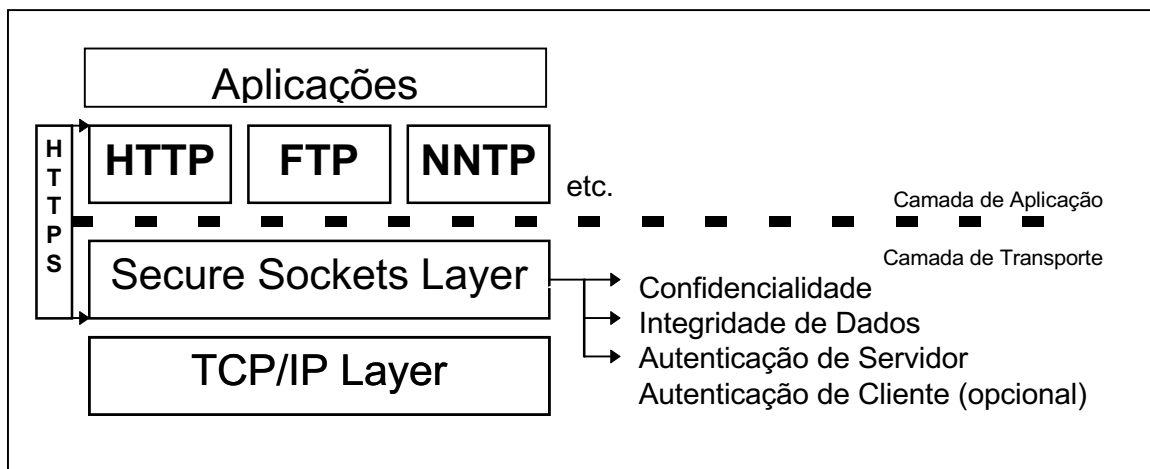 Aplicações
HTTPS
HTTP FTP NNTP
etc.
Camada de Aplicação
Camada de Transporte
Secure Sockets Layer
Confidencialidade
Integridade de Dados
Autenticação de Servidor
Autenticação de Cliente (opcional)
TCP/IP Layer